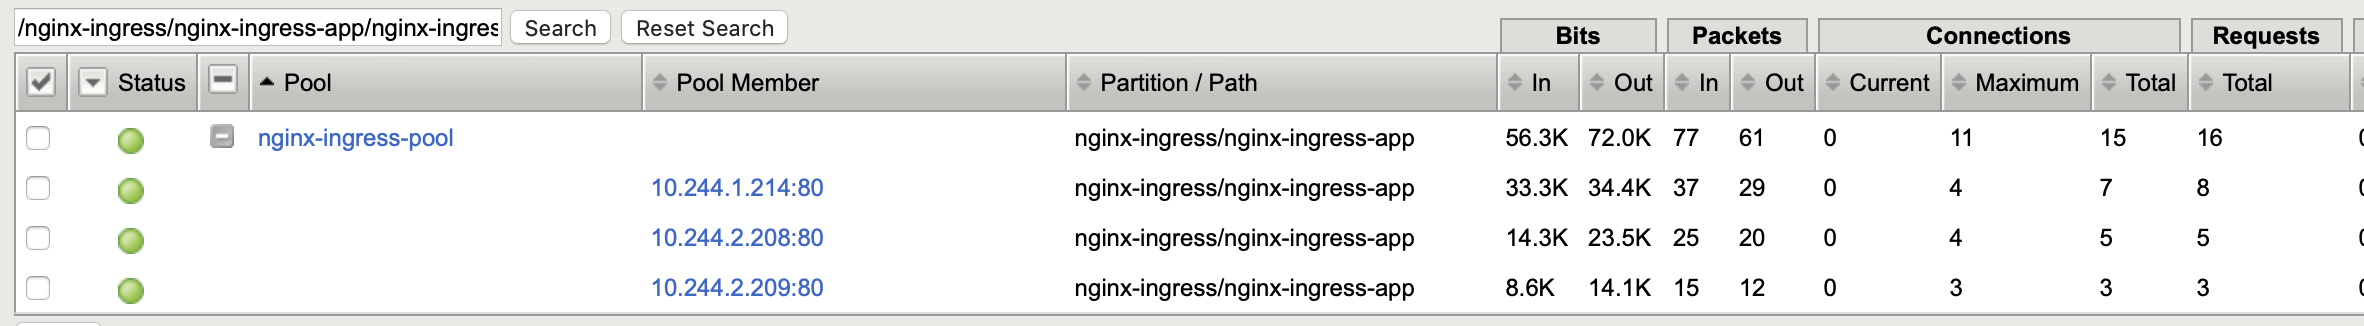 /nginx-ingress/nginx-ingress-app/nginx-ingres Search Reset Search
Bits Packets Connections Requests
Status Pool Pool Member Partition / Path In Out In Out Current Maximum Total Total
nginx-ingress-pool nginx-ingress/nginx-ingress-app 56.3K 72.0K 77 61 0 11 15 16
10.244.1.214:80 nginx-ingress/nginx-ingress-app 33.3K 34.4K 37 29 0 4 7 8
10.244.2.208:80 nginx-ingress/nginx-ingress-app 14.3K 23.5K 25 20 0 4 5 5
10.244.2.209:80 nginx-ingress/nginx-ingress-app 8.6K 14.1K 15 12 0 3 3 3